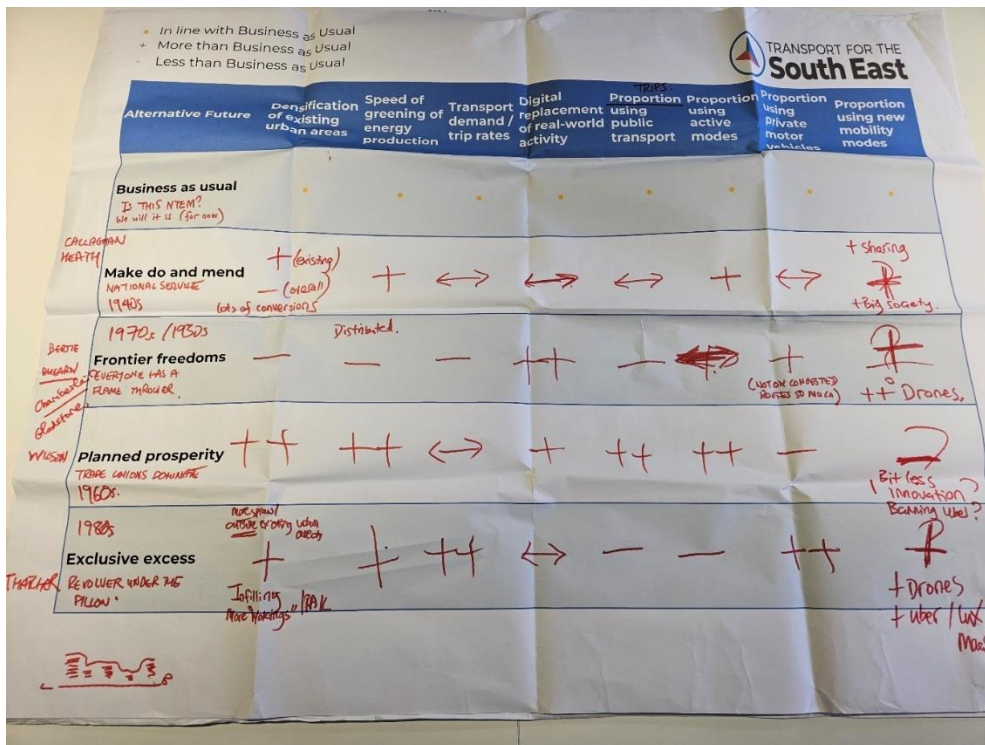 • In line with Business as Usual
+ More than Business as Usual
- Less than Business as Usual
TRANSPORT FOR THE
South East
TRIPS.
Alternative Future
Densification
of existing
urban areas
Speed of
greening of
energy
production
Transport
demand /
trip rates
Digital
replacement
of real-world
activity
Proportion
using
public
transport
Proportion
using
active
modes
Proportion
using
Private
motor
vehicles
Proportion
using new
mobility
modes
Business as usual
IS THIS NTEM?
We will it is (for now)
• • • • • • • •
CALLAGHAN
HEATH
Make do and mend
NATIONAL SERVICE
1940s
+ (existing)
— (overall)
Lots of conversions
+ ↔ ↔ ↔ + ↔
+ Sharing
+
+ Big society.
1970s / 1930s
BERTIE
AHEARN
Chamberlain
Gladstone
Frontier freedoms
EVERYONE HAS A
FLAME THROWER.
Distributed.
— — — ++ — +
(NOT ON CONGESTED
ROUTES SO MUCH)
++ Drones,
WILSON
Planned prosperity
TRADE UNIONS DOMINATE
1960s.
++ ++ ↔ + ++ ++ —
Bit less
innovation?
Banning Uber?
1980s
Exclusive excess
THATCHER
REVOLVER UNDER THE
PILLOW.
more sprawl
outside existing urban
areas
+
Infilling
More "Wokings"
+ ++ ↔ — — ++
+ Drones
+ Uber / Lux
MaaS